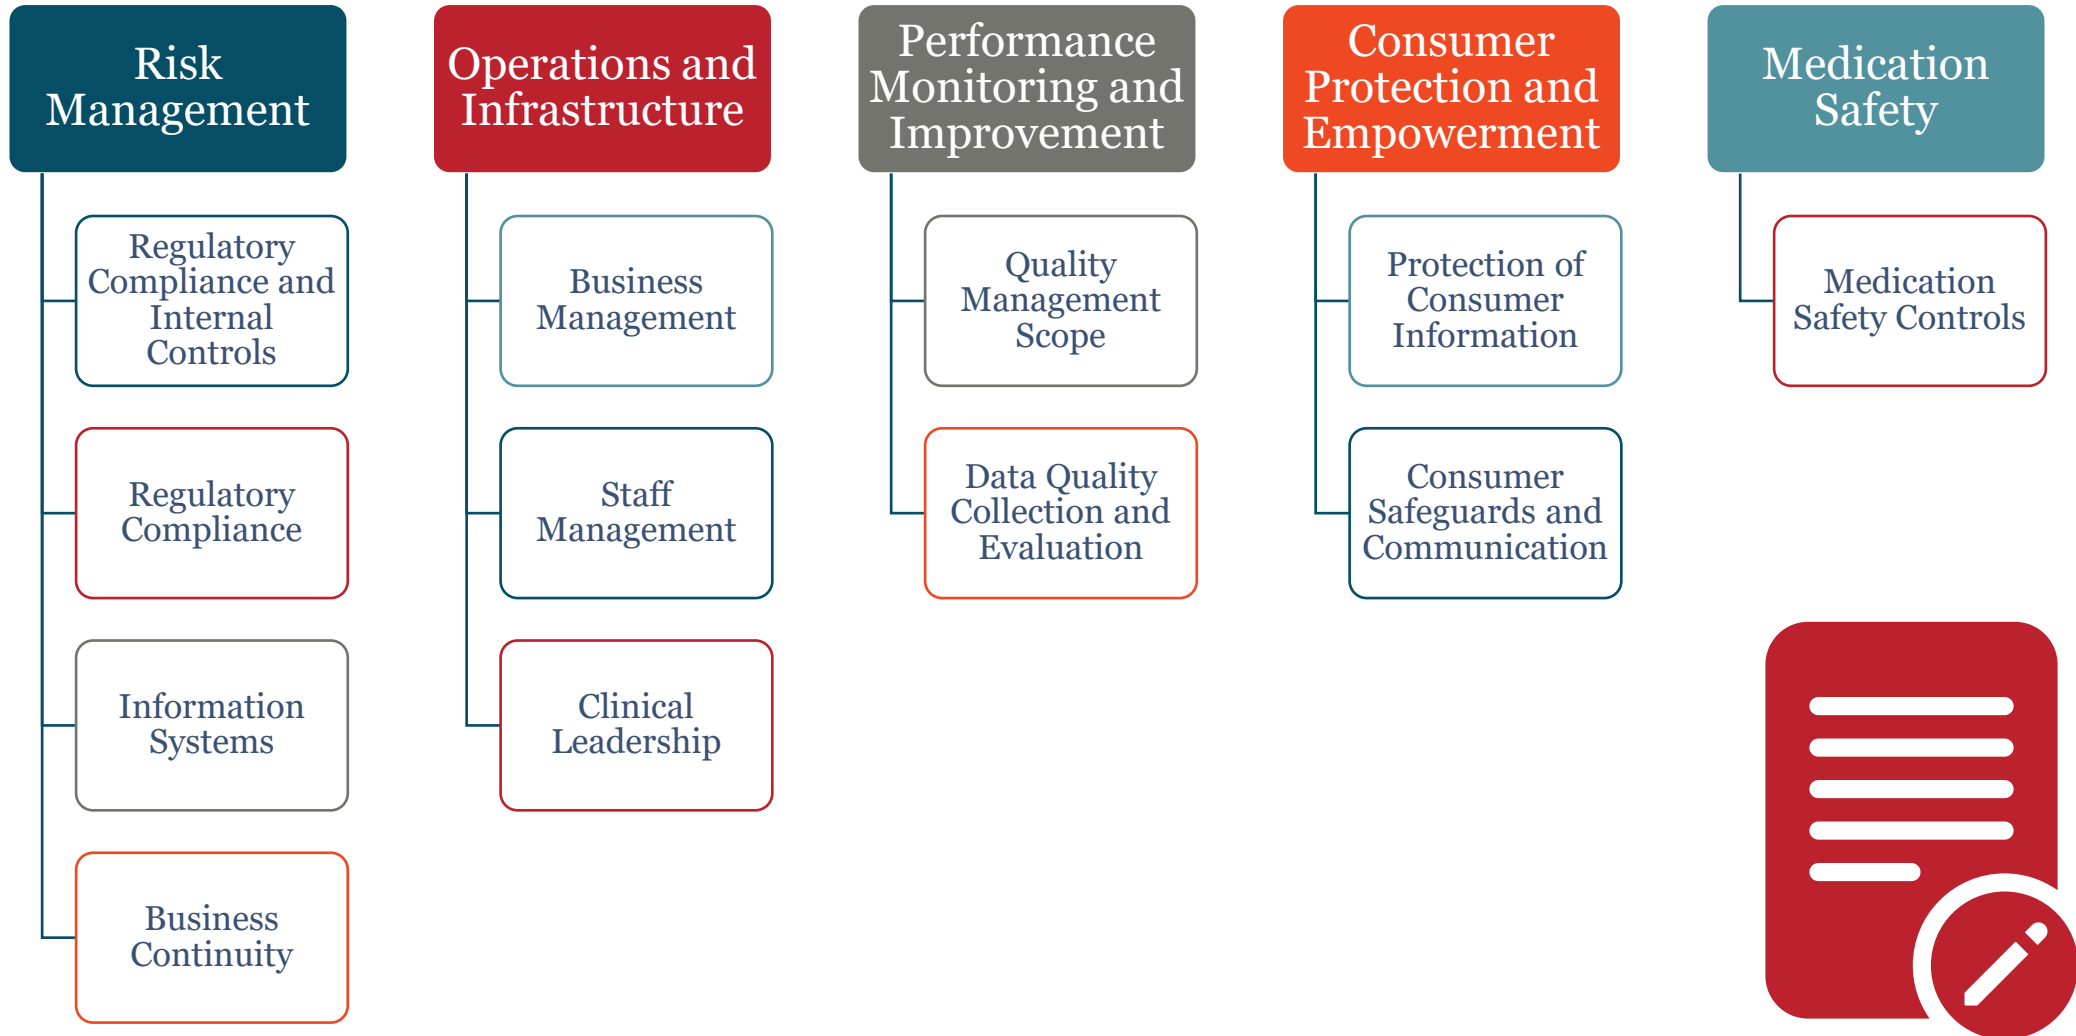 Risk
Management
Regulatory
Compliance and
Internal
Controls
Regulatory
Compliance
Information
Systems
Business
Continuity
Operations and
Infrastructure
Business
Management
Staff
Management
Clinical
Leadership
Performance
Monitoring and
Improvement
Quality
Management
Scope
Data Quality
Collection and
Evaluation
Consumer
Protection and
Empowerment
Protection of
Consumer
Information
Consumer
Safeguards and
Communication
Medication
Safety
Medication
Safety Controls